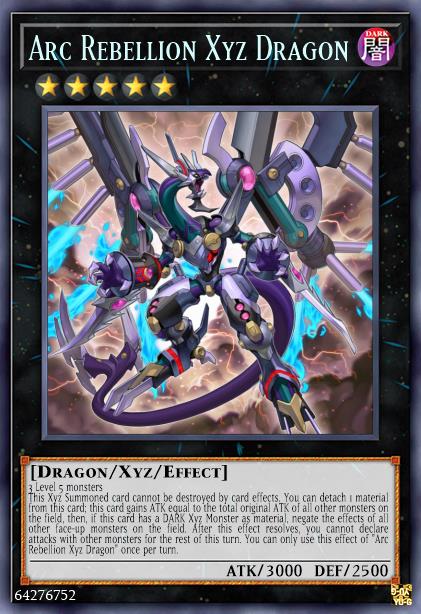 Arc Rebellion Xyz Dragon
DARK
闇
[Dragon/Xyz/Effect]
3 Level 5 monsters
This Xyz Summoned card cannot be destroyed by card effects. You can detach 1 material
from this card; this card gains ATK equal to the total original ATK of all other monsters on
the field, then, if this card has a DARK Xyz Monster as material, negate the effects of all
other face-up monsters on the field. After this effect resolves, you cannot declare
attacks with other monsters for the rest of this turn. You can only use this effect of "Arc
Rebellion Xyz Dragon" once per turn.
ATK/3000 DEF/2500
64276752